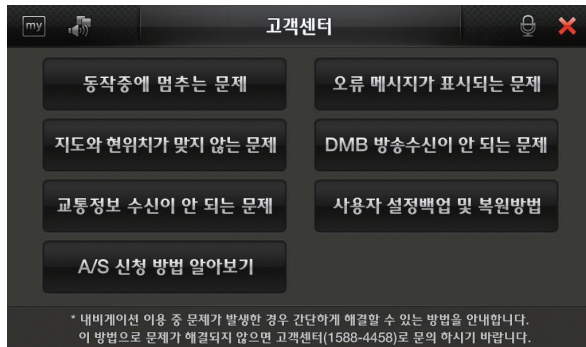 my
고객센터
동작중에 멈추는 문제
오류 메시지가 표시되는 문제
지도와 현위치가 맞지 않는 문제
DMB 방송수신이 안 되는 문제
교통정보 수신이 안 되는 문제
사용자 설정백업 및 복원방법
A/S 신청 방법 알아보기
* 내비게이션 이용 중 문제가 발생한 경우 간단하게 해결할 수 있는 방법을 안내합니다.
이 방법으로 문제가 해결되지 않으면 고객센터(1588-4458)로 문의 하시기 바랍니다.